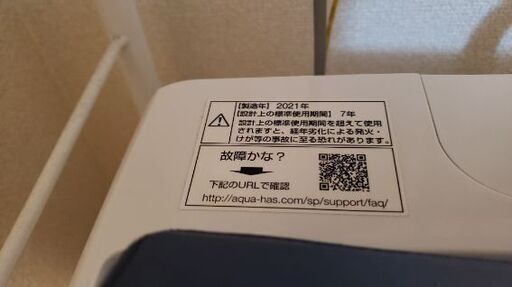 【製造年】2021年
【設計上の標準使用期間】 7年
設計上の標準使用期間を超えて使用
されますと、経年劣化による発火・
けが等の事故に至る恐れがあります。
故障かな？
下記のURLで確認
http://aqua-has.com/sp/support/faq/